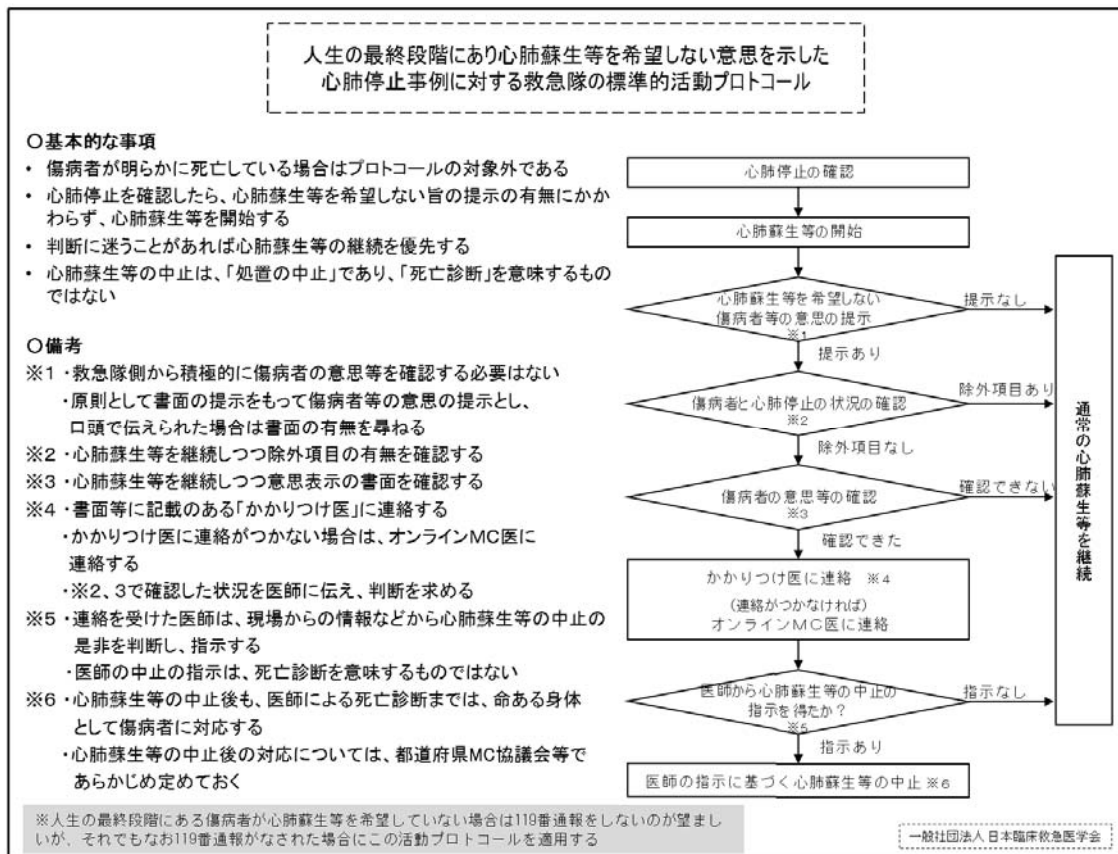 人生の最終段階にあり心肺蘇生等を希望しない意思を示した
心肺停止事例に対する救急隊の標準的活動プロトコール
○基本的な事項
・ 傷病者が明らかに死亡している場合はプロトコールの対象外である
・ 心肺停止を確認したら、心肺蘇生等を希望しない旨の提示の有無にかか
わらず、心肺蘇生等を開始する
・ 判断に迷うことがあれば心肺蘇生等の継続を優先する
・ 心肺蘇生等の中止は、「処置の中止」であり、「死亡診断」を意味するもの
ではない
○備考
※1 ・救急隊側から積極的に傷病者の意思等を確認する必要はない
・原則として書面の提示をもって傷病者等の意思の提示とし、
口頭で伝えられた場合は書面の有無を尋ねる
※2 ・心肺蘇生等を継続しつつ除外項目の有無を確認する
※3 ・心肺蘇生等を継続しつつ意思表示の書面を確認する
※4 ・書面等に記載のある「かかりつけ医」に連絡する
・かかりつけ医に連絡がつかない場合は、オンラインMC医に
連絡する
・※2、3で確認した状況を医師に伝え、判断を求める
※5 ・連絡を受けた医師は、現場からの情報などから心肺蘇生等の中止の
是非を判断し、指示する
・医師の中止の指示は、死亡診断を意味するものではない
※6 ・心肺蘇生等の中止後も、医師による死亡診断までは、命ある身体
として傷病者に対応する
・心肺蘇生等の中止後の対応については、都道府県MC協議会等で
あらかじめ定めておく
心肺停止の確認
心肺蘇生等の開始
心肺蘇生等を希望しない
傷病者等の意思の提示
※1
提示なし
提示あり
傷病者と心肺停止の状況の確認
※2
除外項目あり
除外項目なし
傷病者の意思等の確認
※3
確認できない
確認できた
かかりつけ医に連絡 ※4
(連絡がつかなければ)
オンラインMC医に連絡
医師から心肺蘇生等の中止の
指示を得たか?
※5
指示なし
指示あり
医師の指示に基づく心肺蘇生等の中止 ※6
通常の心肺蘇生等を継続
※人生の最終段階にある傷病者が心肺蘇生等を希望していない場合は119番通報をしないのが望まし
いが、それでもなお119番通報がなされた場合にこの活動プロトコールを適用する
一般社団法人 日本臨床救急医学会